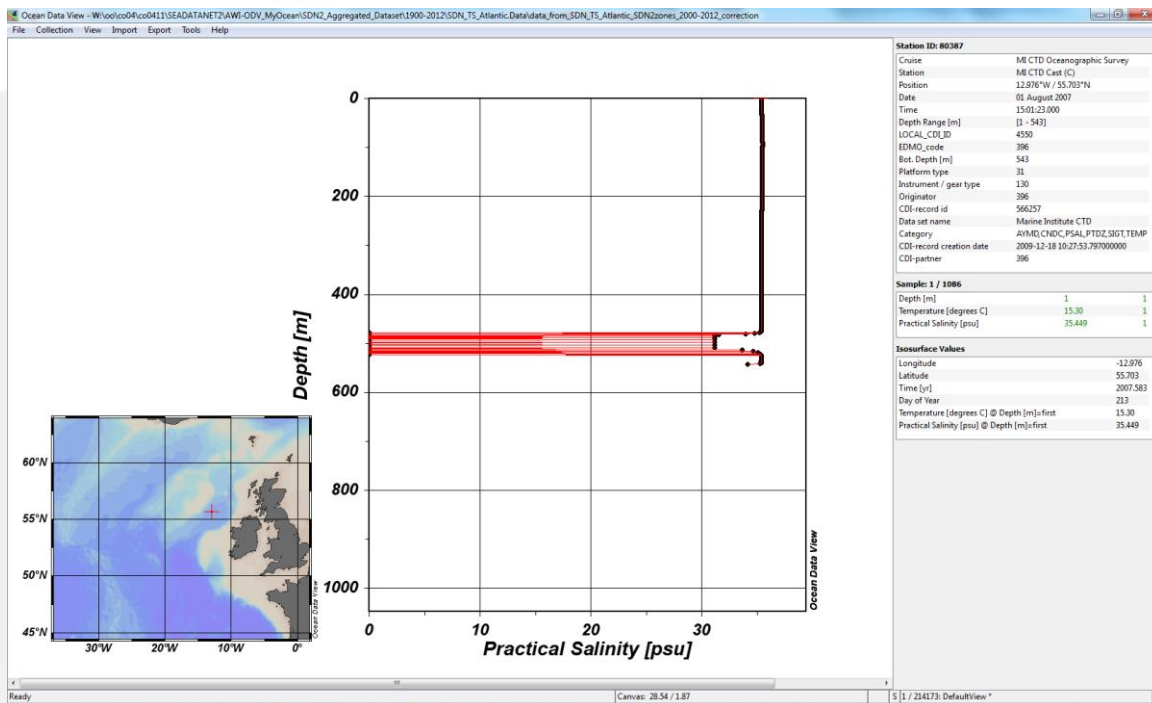 Ocean Data View - W:\oo\co04\co0411\SEADATANET2\AWI-ODV_MyOcean\SDN2_Aggregated_Dataset\1900-2012\SDN_TS_Atlantic.Data\data_from_SDN_TS_Atlantic_SDN2zones_2000-2012_correction
File Collection View Import Export Tools Help
Station ID: 80387
Cruise MI CTD Oceanographic Survey
Station MI CTD Cast (C)
Position 12.976°W / 55.703°N
Date 01 August 2007
Time 15:01:23.000
Depth Range [m] [1 - 543]
LOCAL_CDI_ID 4550
EDMO_code 396
Bot. Depth [m] 543
Platform type 31
Instrument / gear type 130
Originator 396
CDI-record id 566257
Data set name Marine Institute CTD
Category AYMD,CNDC,PSAL,PTDZ,SIGT,TEMP
CDI-record creation date 2009-12-18 10:27:53.797000000
CDI-partner 396
Sample: 1 / 1086
Depth [m] 1 1
Temperature [degrees C] 15.30 1
Practical Salinity [psu] 35.449 1
Isosurface Values
Longitude -12.976
Latitude 55.703
Time [yr] 2007.583
Day of Year 213
Temperature [degrees C] @ Depth [m]=first 15.30
Practical Salinity [psu] @ Depth [m]=first 35.449
0
200
400
600
800
1000
Depth [m]
0 10 20 30
Practical Salinity [psu]
Ocean Data View
60°N
55°N
50°N
45°N
30°W 20°W 10°W 0°
Ocean Data View
Ready
Canvas: 28.54 / 1.87
S 1 / 214173: DefaultView *